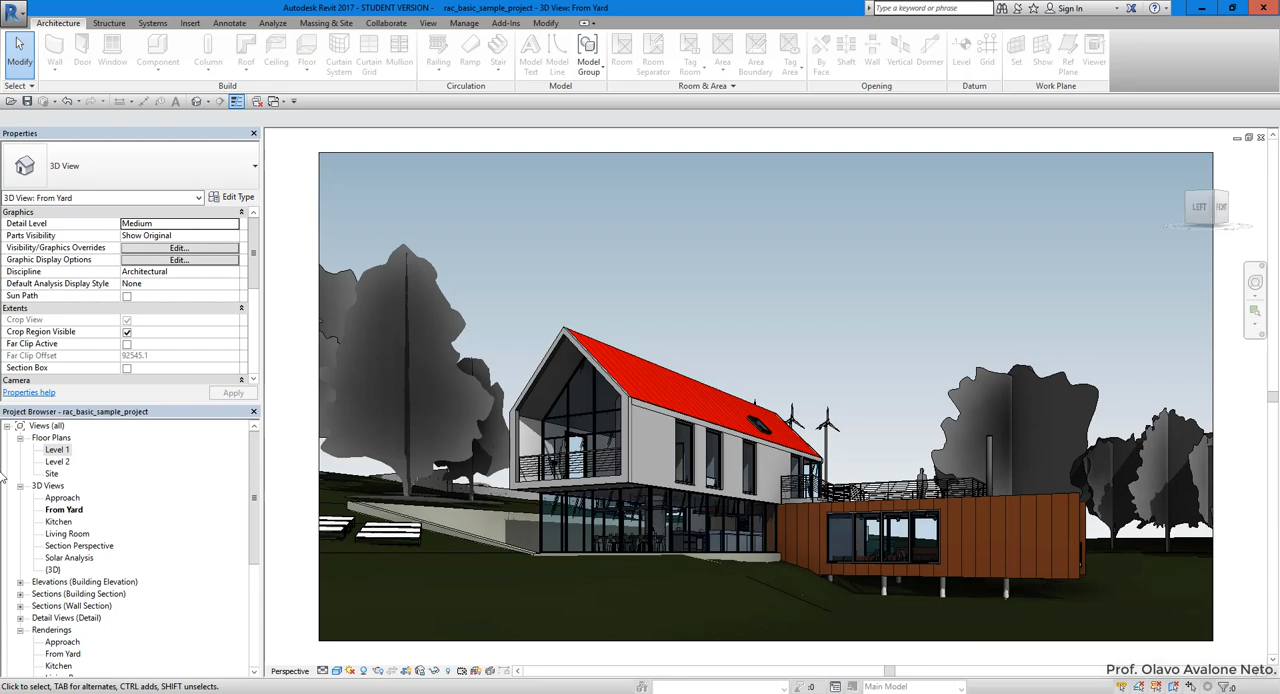 Autodesk Revit 2017 - STUDENT VERSION - rac_basic_sample_project - 3D View: From Yard
Type a keyword or phrase
Sign In
Architecture Structure Systems Insert Annotate Analyze Massing & Site Collaborate View Manage Add-Ins Modify
Modify Wall Door Window Component Column Roof Ceiling Floor Curtain System Curtain Grid Mullion Railing Ramp Stair Model Text Model Line Model Group Room Room Separator Tag Room Area Area Boundary Tag Area By Face Shaft Wall Vertical Dormer Level Grid Set Show Ref Plane Viewer
Select Build Circulation Model Room & Area Opening Datum Work Plane
Properties
3D View
3D View: From Yard Edit Type
Graphics
Detail Level Medium
Parts Visibility Show Original
Visibility/Graphics Overrides Edit...
Graphic Display Options Edit...
Discipline Architectural
Default Analysis Display Style None
Sun Path
Extents
Crop View
Crop Region Visible
Far Clip Active
Far Clip Offset 92545.1
Section Box
Camera
Properties help Apply
Project Browser - rac_basic_sample_project
Views (all)
Floor Plans
Level 1
Level 2
Site
3D Views
Approach
From Yard
Kitchen
Living Room
Section Perspective
Solar Analysis
{3D}
Elevations (Building Elevation)
Sections (Building Section)
Sections (Wall Section)
Detail Views (Detail)
Renderings
Approach
From Yard
Kitchen
LEFT
Perspective
Prof. Olavo Avalone Neto.
Click to select, TAB for alternates, CTRL adds, SHIFT unselects.
:0
Main Model
:0